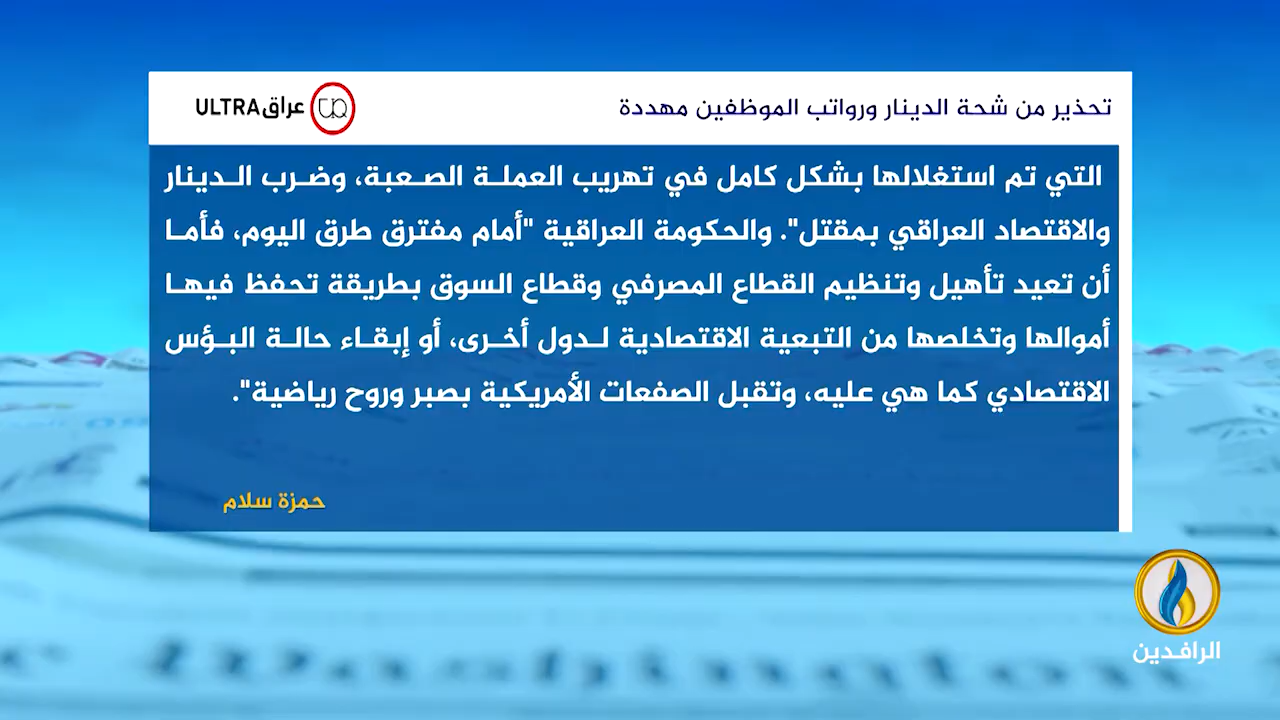 تحذير من شحة الدينار ورواتب الموظفين مهددة
ULTRA عراق
التي تم استغلالها بشكل كامل في تهريب العملة الصعبة، وضرب الدينار
والاقتصاد العراقي بمقتل". والحكومة العراقية "أمام مفترق طرق اليوم، فأما
أن تعيد تأهيل وتنظيم القطاع المصرفي وقطاع السوق بطريقة تحفظ فيها
أموالها وتخلصها من التبعية الاقتصادية لدول أخرى، أو إبقاء حالة البؤس
الاقتصادي كما هي عليه، وتقبل الصفعات الأمريكية بصبر وروح رياضية".
حمزة سلام
الرافدين